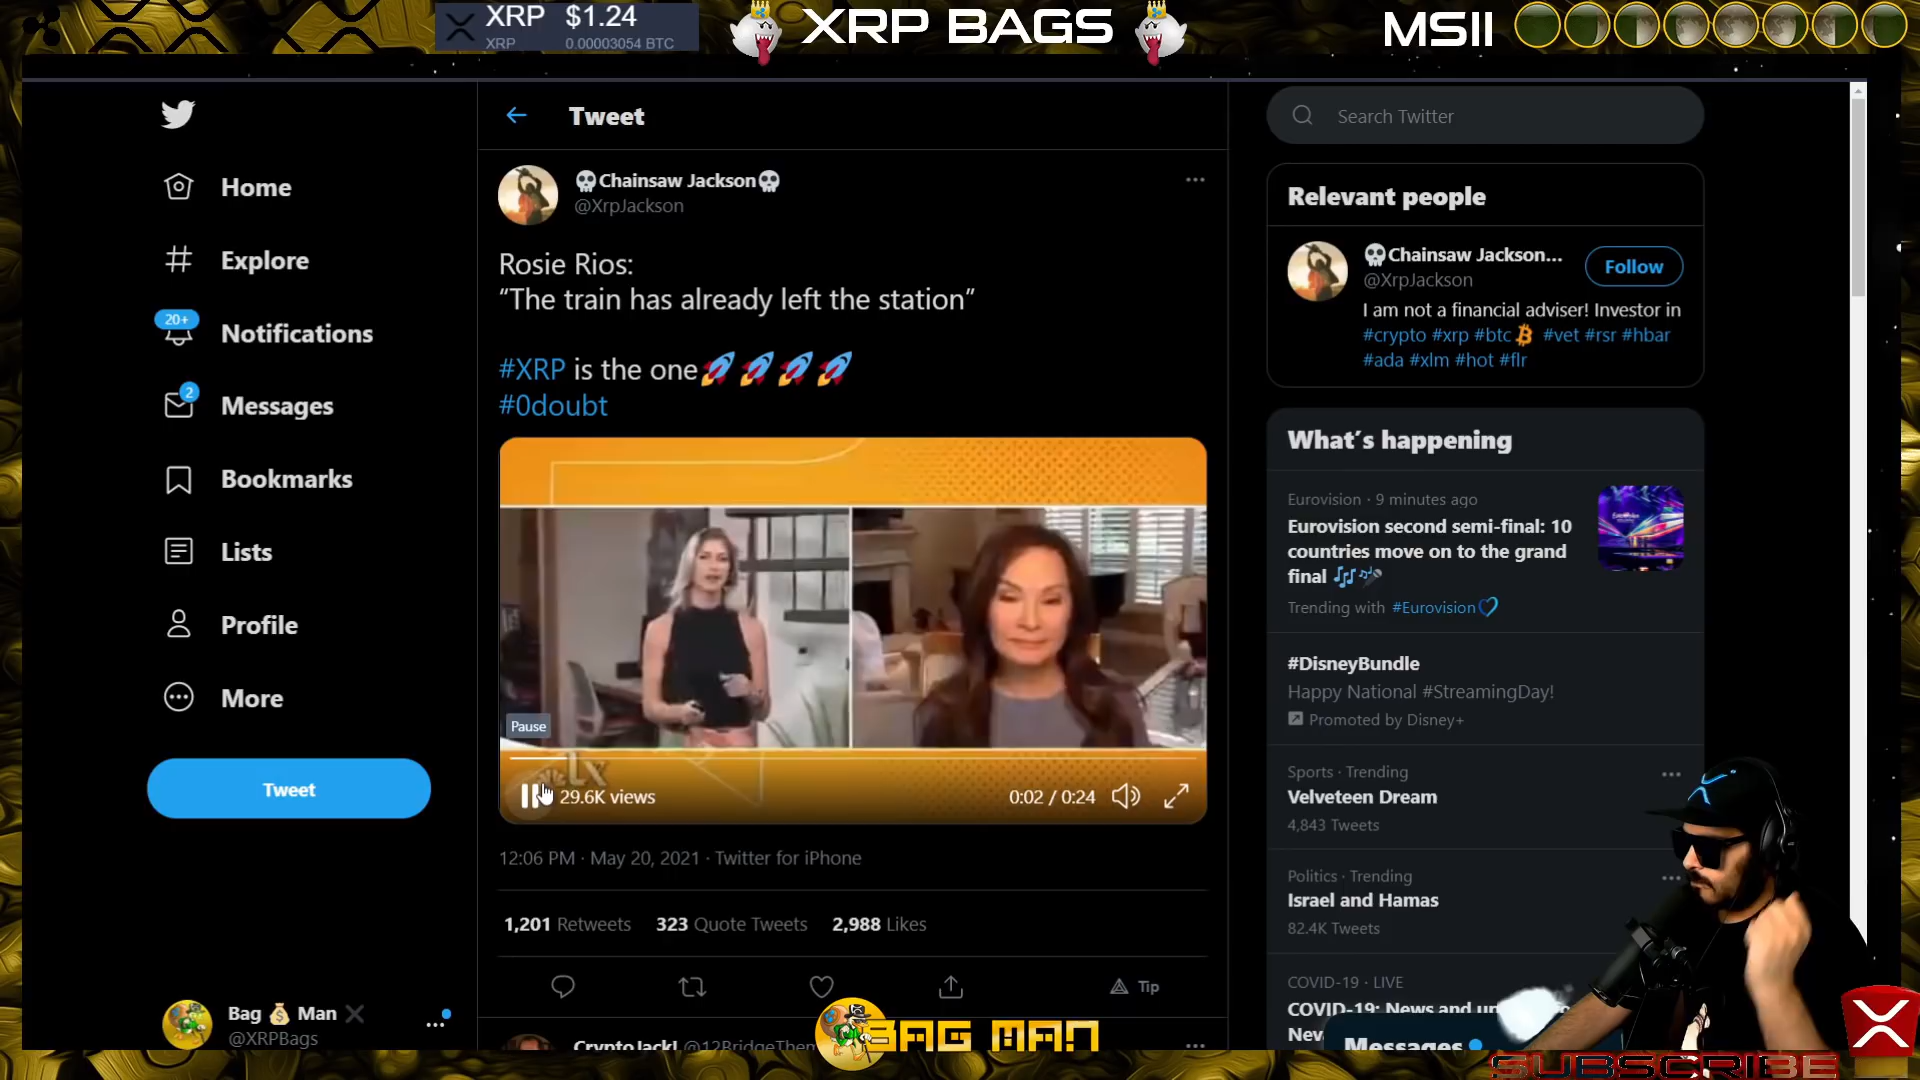 XRP $1.24
XRP 0.00003054 BTC
XRP BAGS
MSII
Tweet
Search Twitter
Home
Explore
20+
Notifications
2
Messages
Bookmarks
Lists
Profile
More
Tweet
Bag 💰 Man
@XRPBags
💀Chainsaw Jackson💀
@XrpJackson
Rosie Rios:
“The train has already left the station”
#XRP is the one🚀🚀🚀🚀
#0doubt
Pause
LX
29.6K views
0:02 / 0:24
12:06 PM · May 20, 2021 · Twitter for iPhone
1,201 Retweets 323 Quote Tweets 2,988 Likes
Tip
CryptoJack!
BAG MAN
Relevant people
💀Chainsaw Jackson...
@XrpJackson
Follow
I am not a financial adviser! Investor in
#crypto #xrp #btc #vet #rsr #hbar
#ada #xlm #hot #flr
What's happening
Eurovision · 9 minutes ago
Eurovision second semi-final: 10
countries move on to the grand
final 🎶🎤
Trending with #Eurovision
#DisneyBundle
Happy National #StreamingDay!
Promoted by Disney+
Sports · Trending
Velveteen Dream
4,843 Tweets
Politics · Trending
Israel and Hamas
82.4K Tweets
COVID-19 · LIVE
COVID-19: News and
Messages
SUBSCRIBE